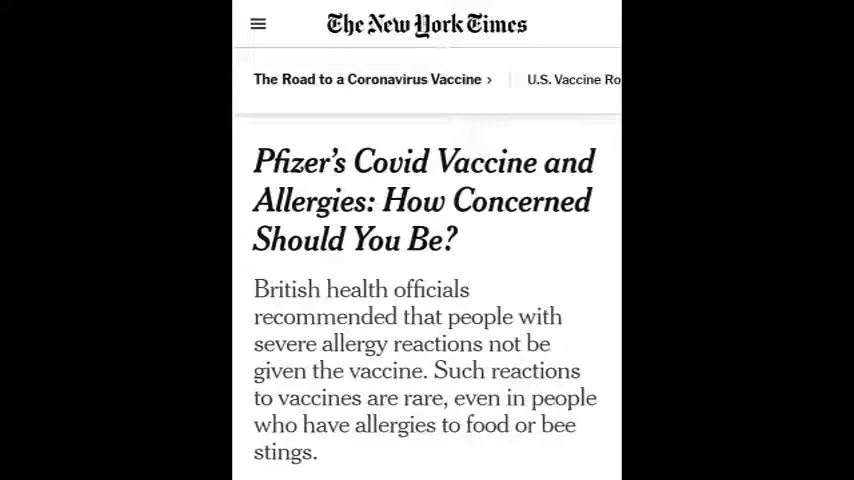 The New York Times
The Road to a Coronavirus Vaccine ›
U.S. Vaccine Ro
Pfizer's Covid Vaccine and
Allergies: How Concerned
Should You Be?
British health officials
recommended that people with
severe allergy reactions not be
given the vaccine. Such reactions
to vaccines are rare, even in people
who have allergies to food or bee
stings.